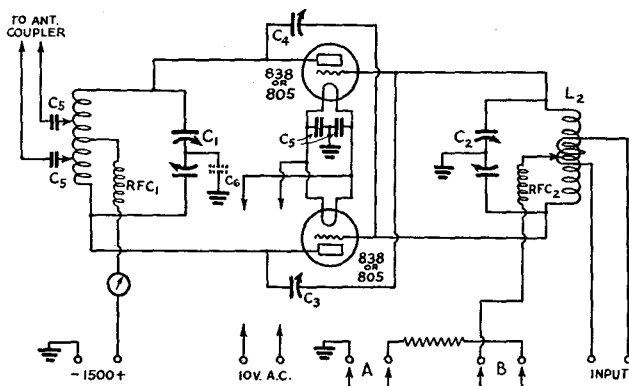 TO ANT.
COUPLER
C4
838
OR
805
C5
C1
C5
C2
L2
C5
RFC1
C6
RFC2
838
OR
805
C3
-1500+
10V. A.C.
A
B
INPUT